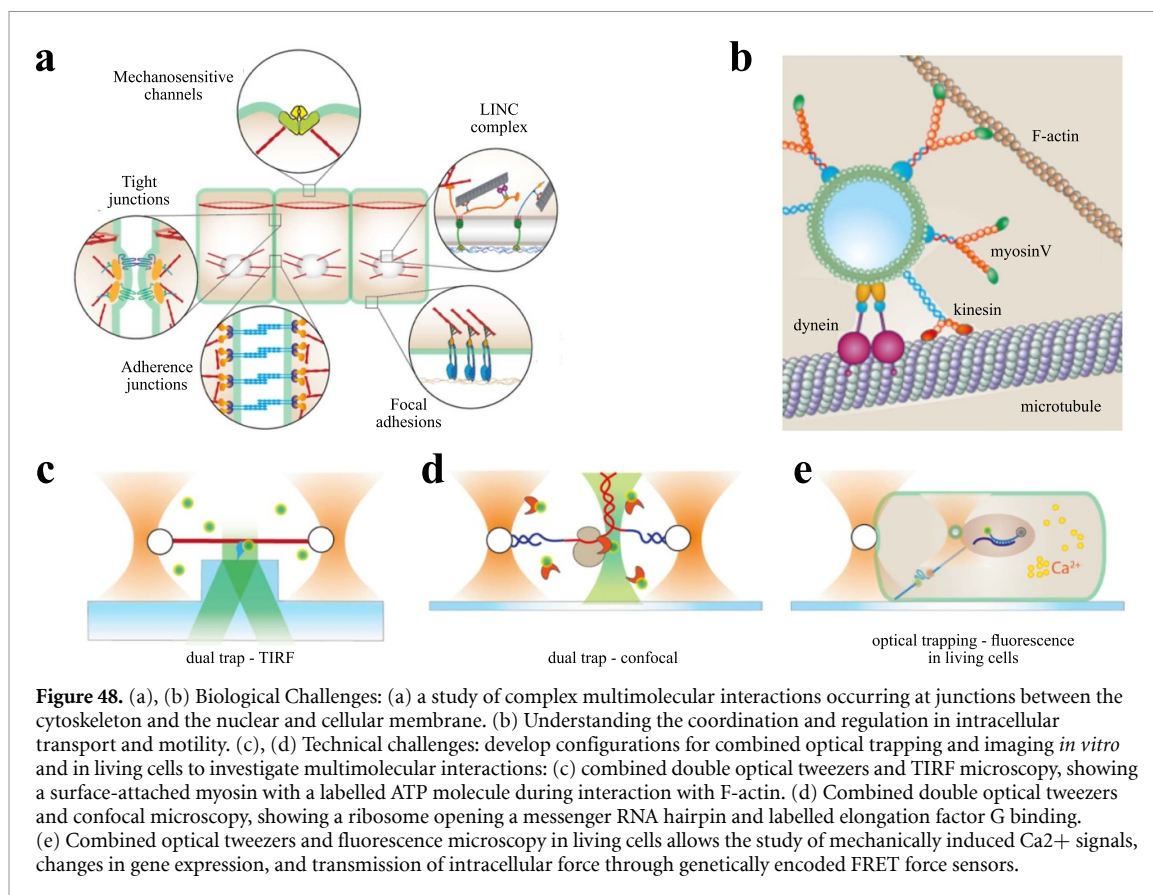 a
Mechanosensitive
channels
LINC
complex
Tight
junctions
Adherence
junctions
Focal
adhesions
b
F-actin
myosinV
kinesin
dynein
microtubule
c
dual trap - TIRF
d
dual trap - confocal
e
Ca2+
optical trapping - fluorescence
in living cells
Figure 48. (a), (b) Biological Challenges: (a) a study of complex multimolecular interactions occurring at junctions between the
cytoskeleton and the nuclear and cellular membrane. (b) Understanding the coordination and regulation in intracellular
transport and motility. (c), (d) Technical challenges: develop configurations for combined optical trapping and imaging in vitro
and in living cells to investigate multimolecular interactions: (c) combined double optical tweezers and TIRF microscopy, showing
a surface-attached myosin with a labelled ATP molecule during interaction with F-actin. (d) Combined double optical tweezers
and confocal microscopy, showing a ribosome opening a messenger RNA hairpin and labelled elongation factor G binding.
(e) Combined optical tweezers and fluorescence microscopy in living cells allows the study of mechanically induced Ca2+ signals,
changes in gene expression, and transmission of intracellular force through genetically encoded FRET force sensors.